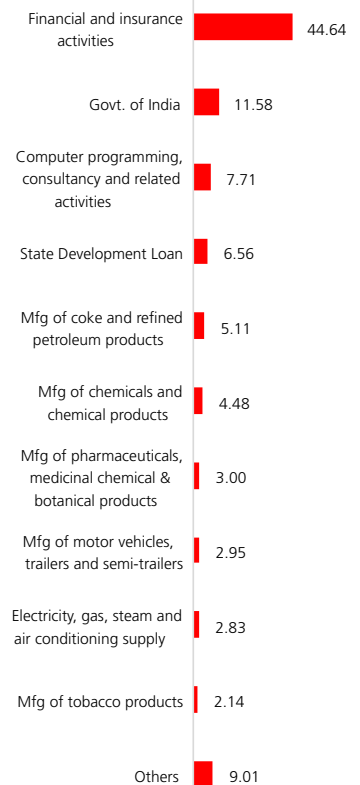 Financial and insurance
activities
44.64
Govt. of India
11.58
Computer programming,
consultancy and related
activities
7.71
State Development Loan
6.56
Mfg of coke and refined
petroleum products
5.11
Mfg of chemicals and
chemical products
4.48
Mfg of pharmaceuticals,
medicinal chemical &
botanical products
3.00
Mfg of motor vehicles,
trailers and semi-trailers
2.95
Electricity, gas, steam and
air conditioning supply
2.83
Mfg of tobacco products
2.14
Others
9.01